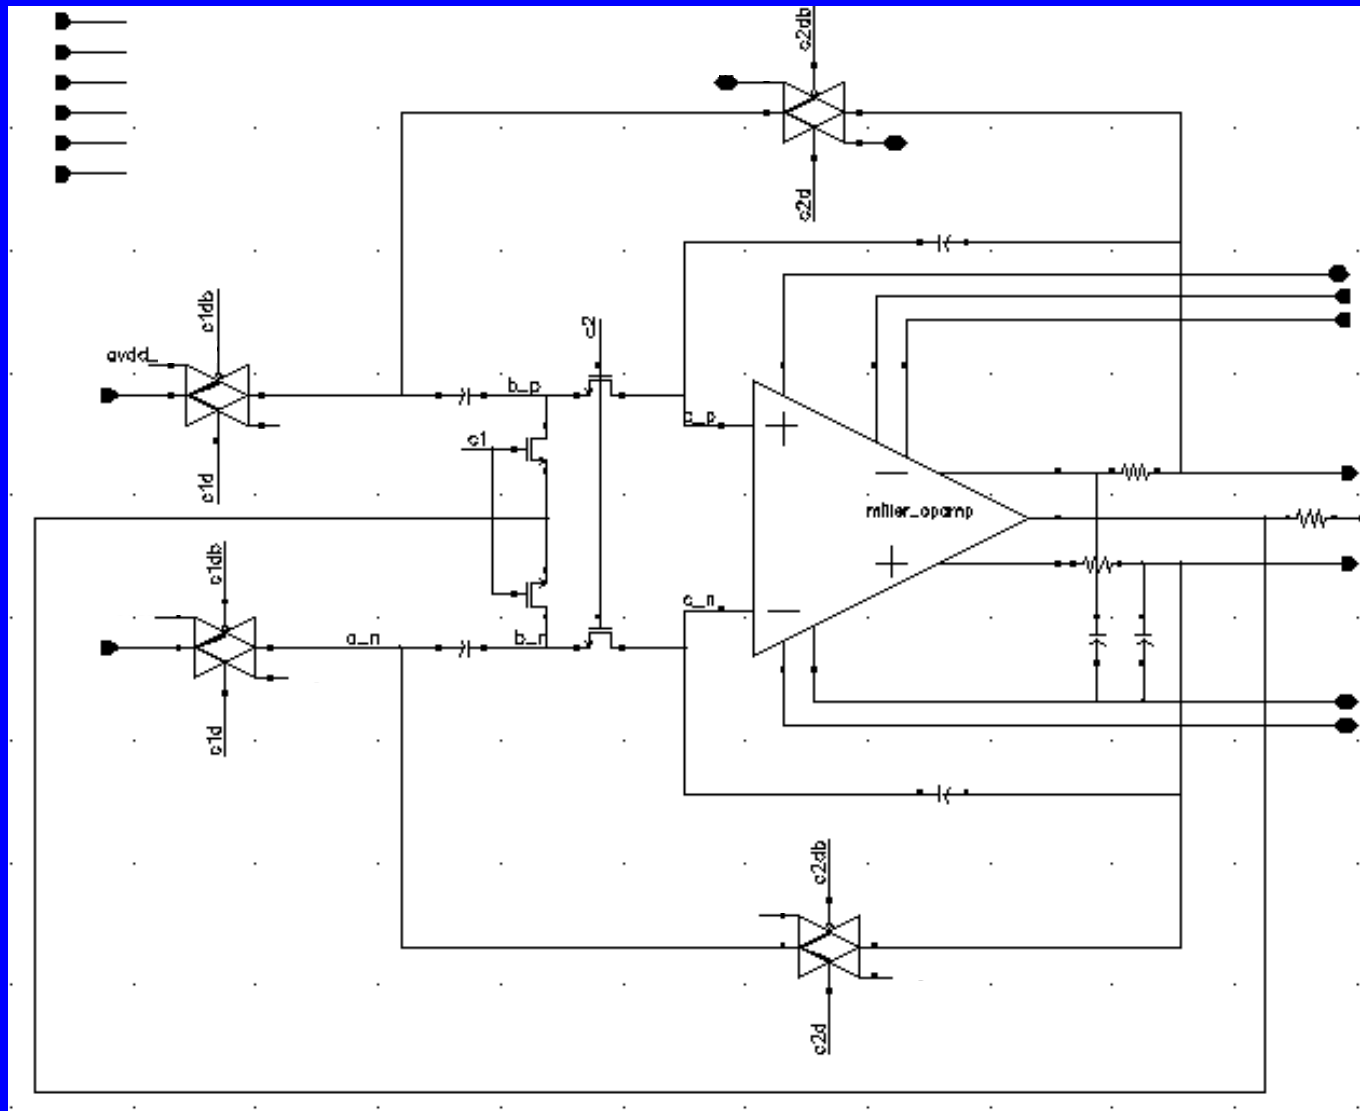 c2db
c2d
c1db
c2
avdd_
b_p
c_p
c1
c1d
miller_opamp
c1db
c_n
a_n
b_n
c1d
c2db
c2d